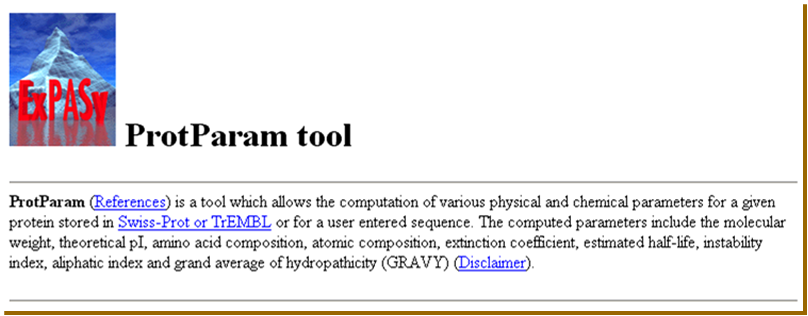 ExPASy
ProtParam tool
ProtParam (References) is a tool which allows the computation of various physical and chemical parameters for a given
protein stored in Swiss-Prot or TrEMBL or for a user entered sequence. The computed parameters include the molecular
weight, theoretical pI, amino acid composition, atomic composition, extinction coefficient, estimated half-life, instability
index, aliphatic index and grand average of hydropathicity (GRAVY) (Disclaimer).